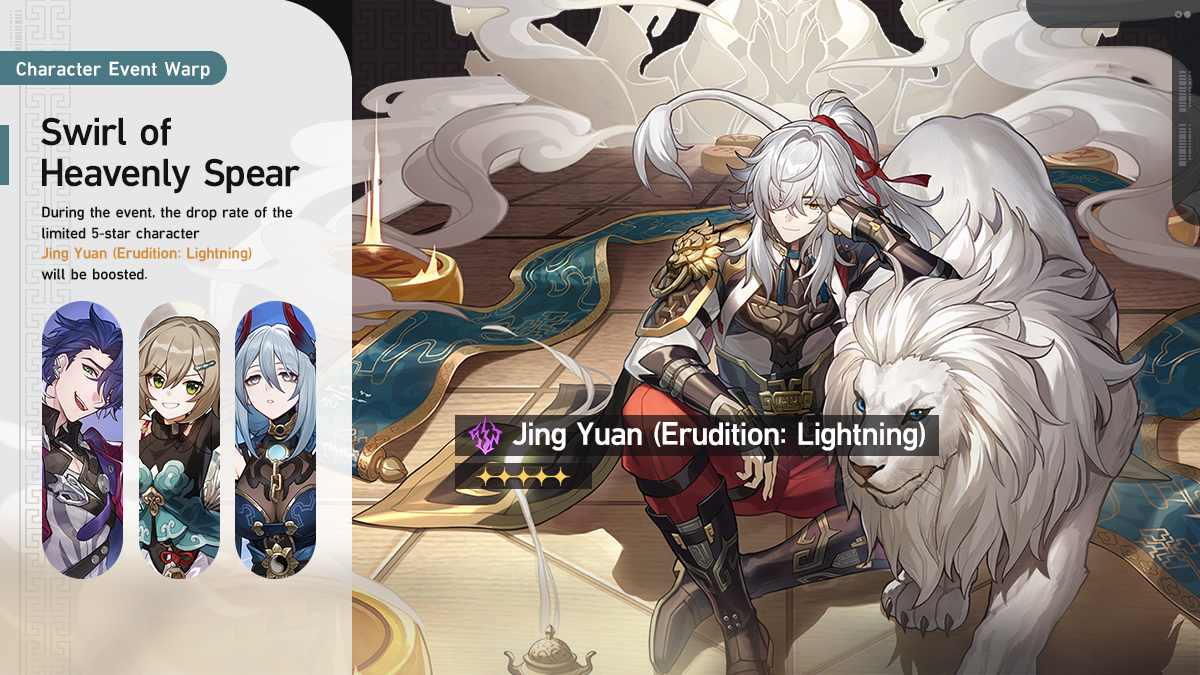 Character Event Warp
Swirl of
Heavenly Spear
During the event, the drop rate of the
limited 5-star character
Jing Yuan (Erudition: Lightning)
will be boosted.
Jing Yuan (Erudition: Lightning)